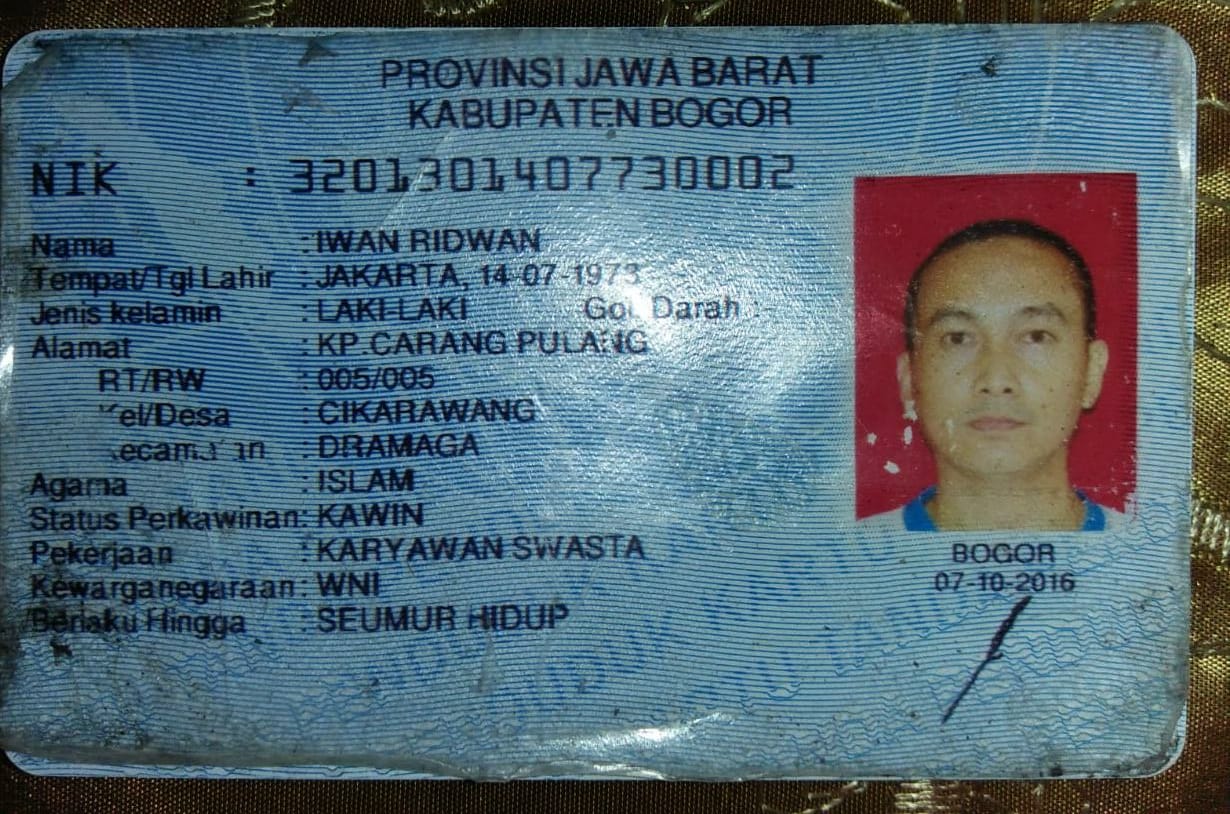 PROVINSI JAWA BARAT
KABUPATEN BOGOR
NIK : 3201301407730002
Nama : IWAN RIDWAN
Tempat/Tgl Lahir : JAKARTA, 14-07-1973
Jenis kelamin : LAKI-LAKI Gol. Darah :-
Alamat : KP.CARANG PULANG
RT/RW : 005/005
Kel/Desa : CIKARAWANG
Kecamatan : DRAMAGA
Agama : ISLAM
Status Perkawinan: KAWIN
Pekerjaan : KARYAWAN SWASTA
Kewarganegaraan: WNI
Berlaku Hingga : SEUMUR HIDUP
BOGOR
07-10-2016